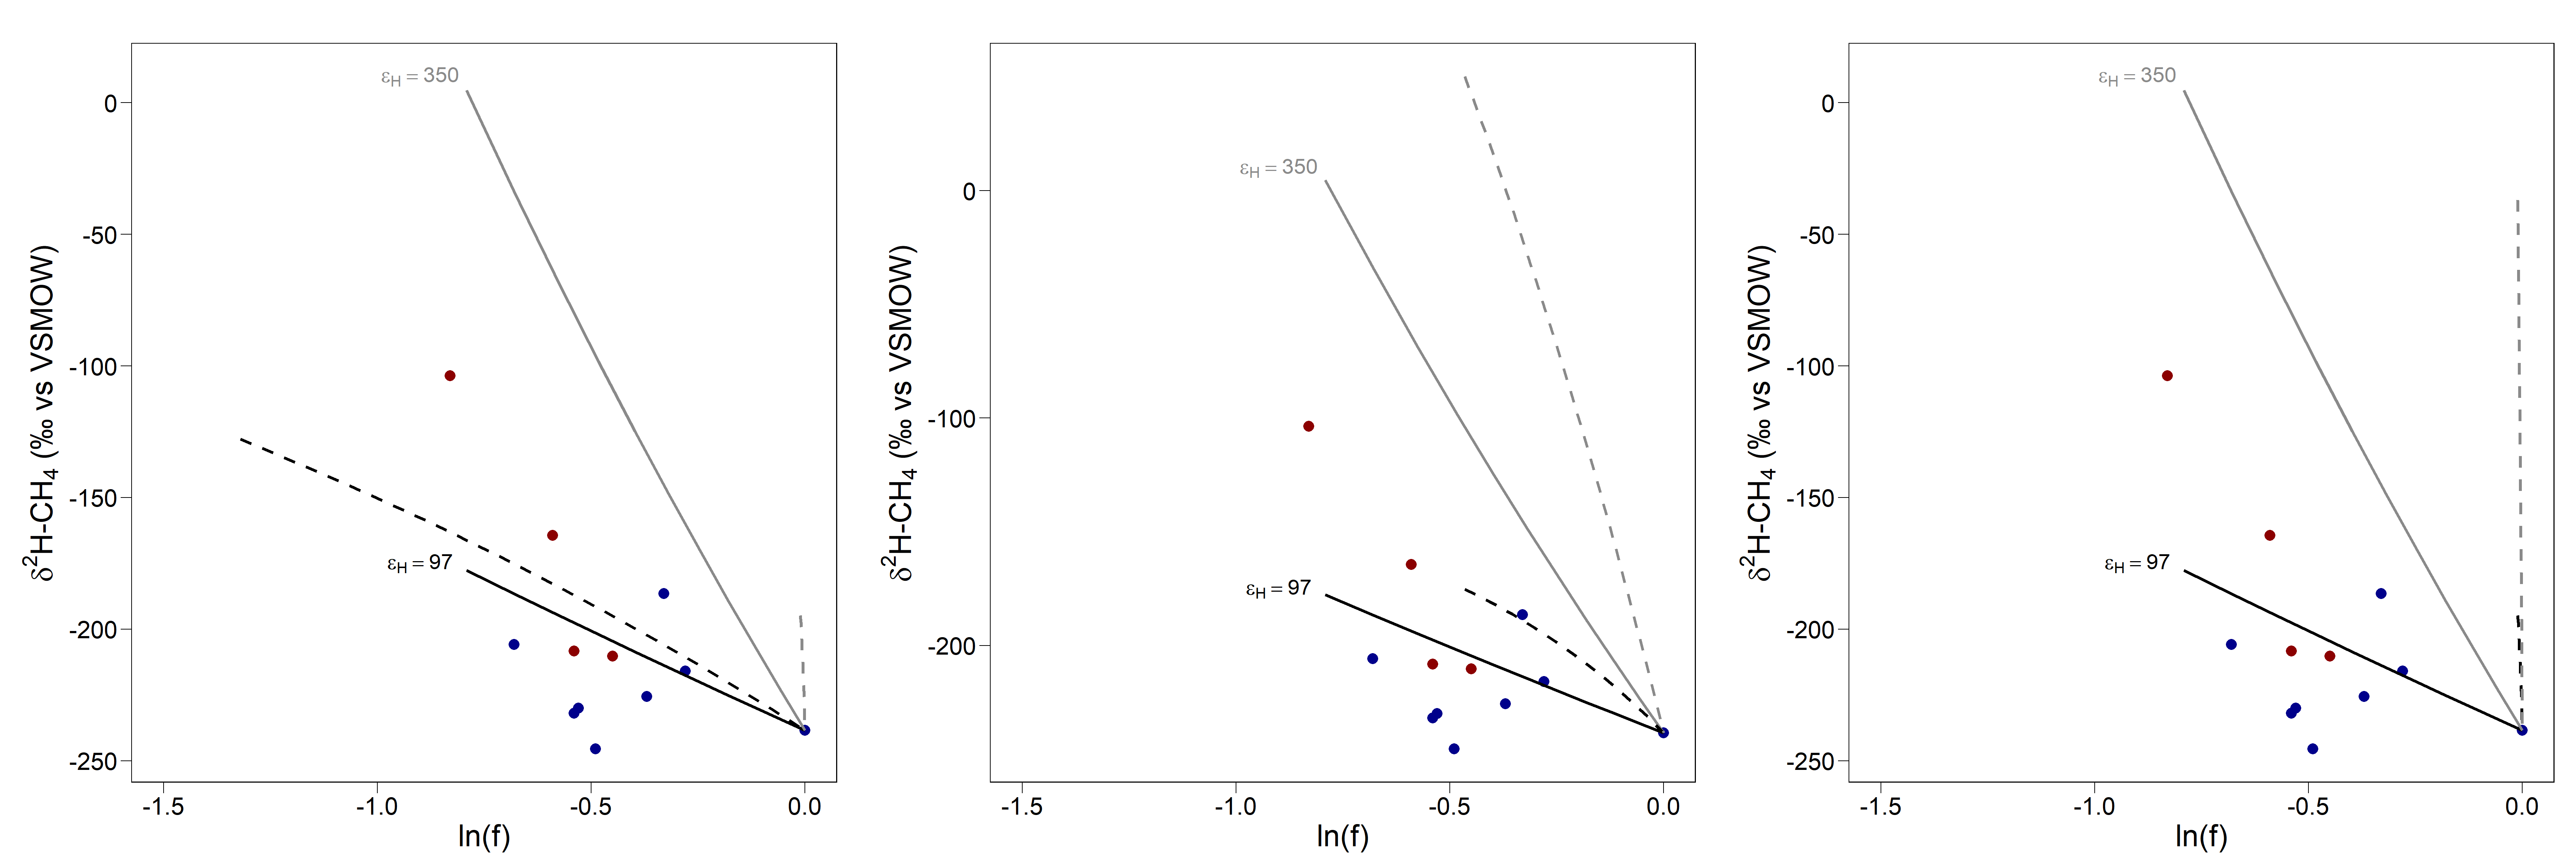 δ²H-CH₄ (‰ vs VSMOW)
0
-50
-100
-150
-200
-250
εH = 350
εH = 97
-1.5
-1.0
-0.5
0.0
ln(f)
δ²H-CH₄ (‰ vs VSMOW)
0
-100
-200
εH = 350
εH = 97
-1.5
-1.0
-0.5
0.0
ln(f)
δ²H-CH₄ (‰ vs VSMOW)
0
-50
-100
-150
-200
-250
εH = 350
εH = 97
-1.5
-1.0
-0.5
0.0
ln(f)